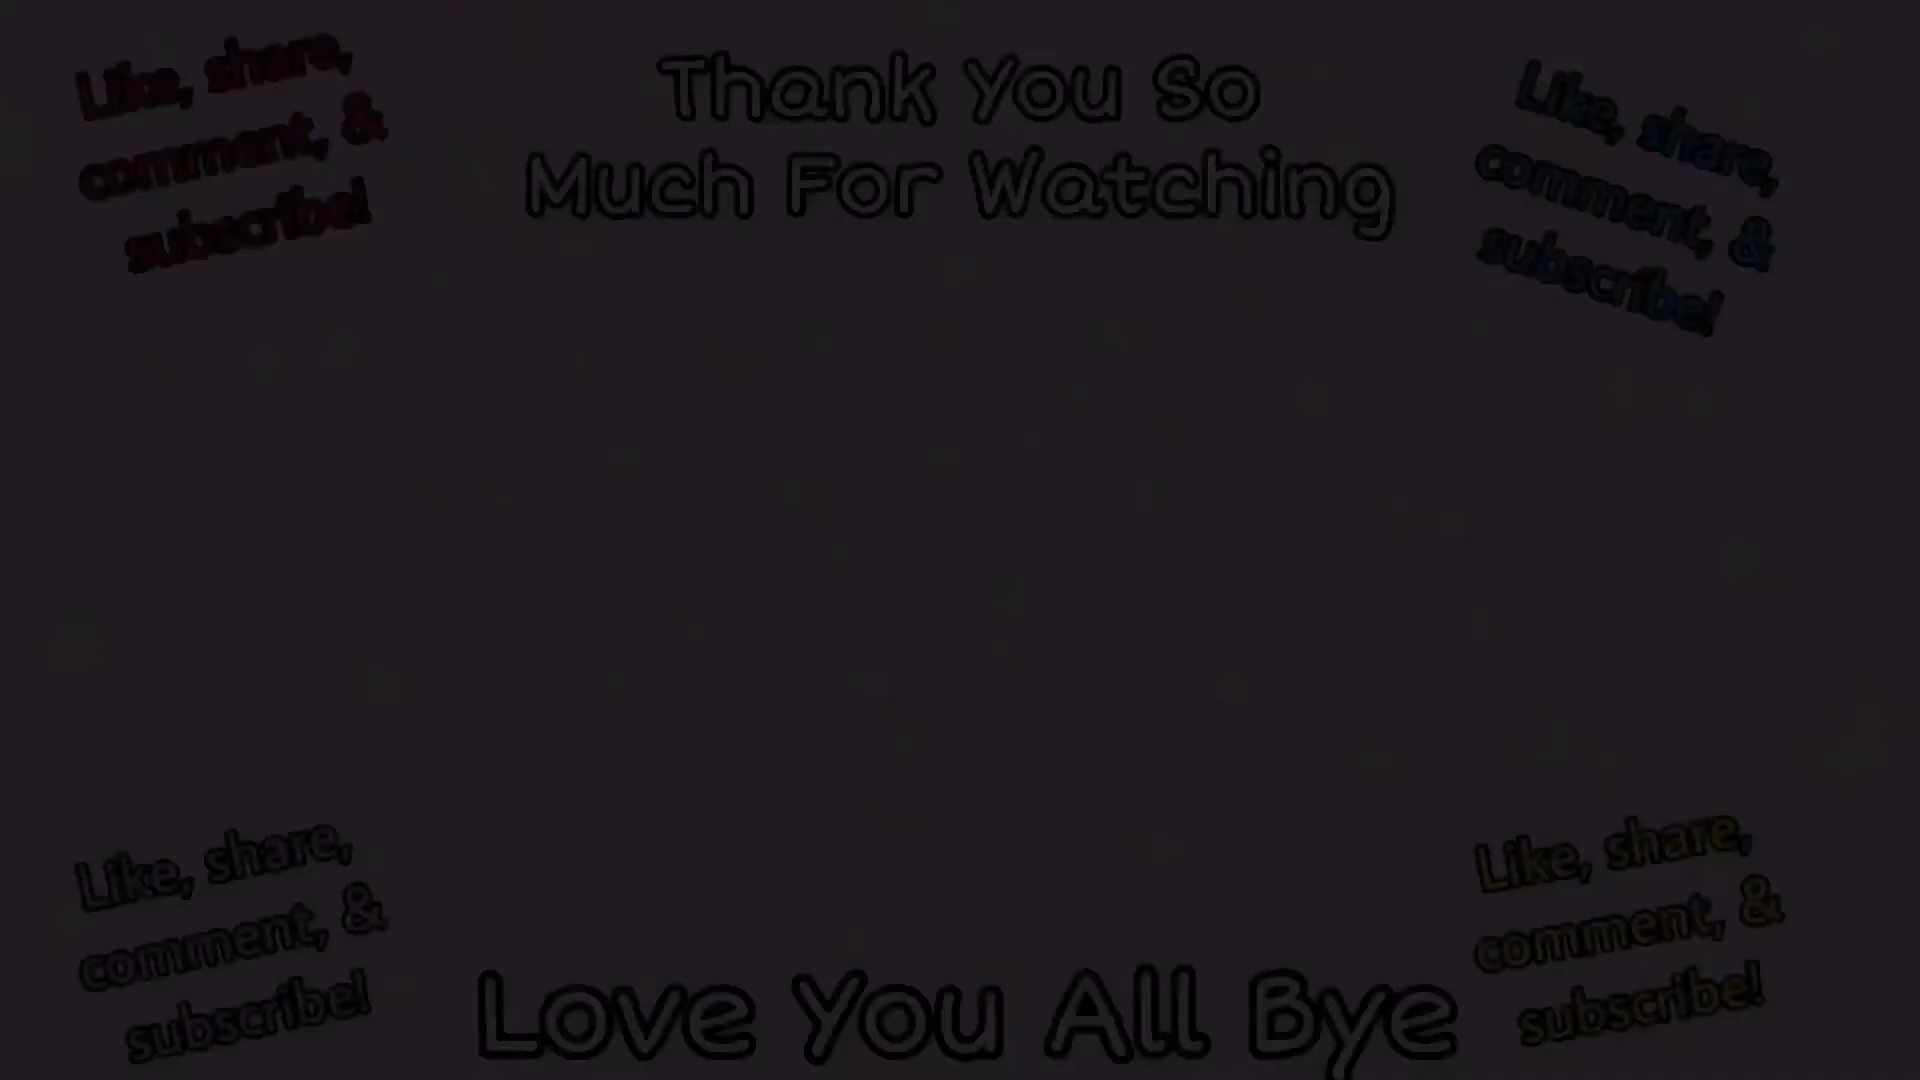 Like, share,
comment, &
subscribe!
Thank You So
Much For Watching
Like, share,
comment, &
subscribe!
Like, share,
comment, &
subscribe!
Love You All Bye
Like, share,
comment, &
subscribe!